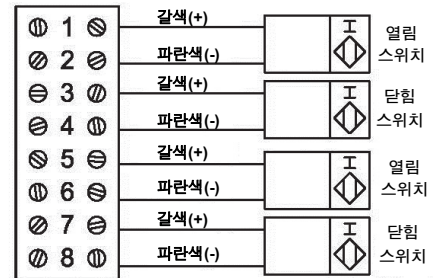 1 갈색(+)
열림
스위치
2 파란색(-)
3 갈색(+)
닫힘
스위치
4 파란색(-)
5 갈색(+)
열림
스위치
6 파란색(-)
7 갈색(+)
닫힘
스위치
8 파란색(-)